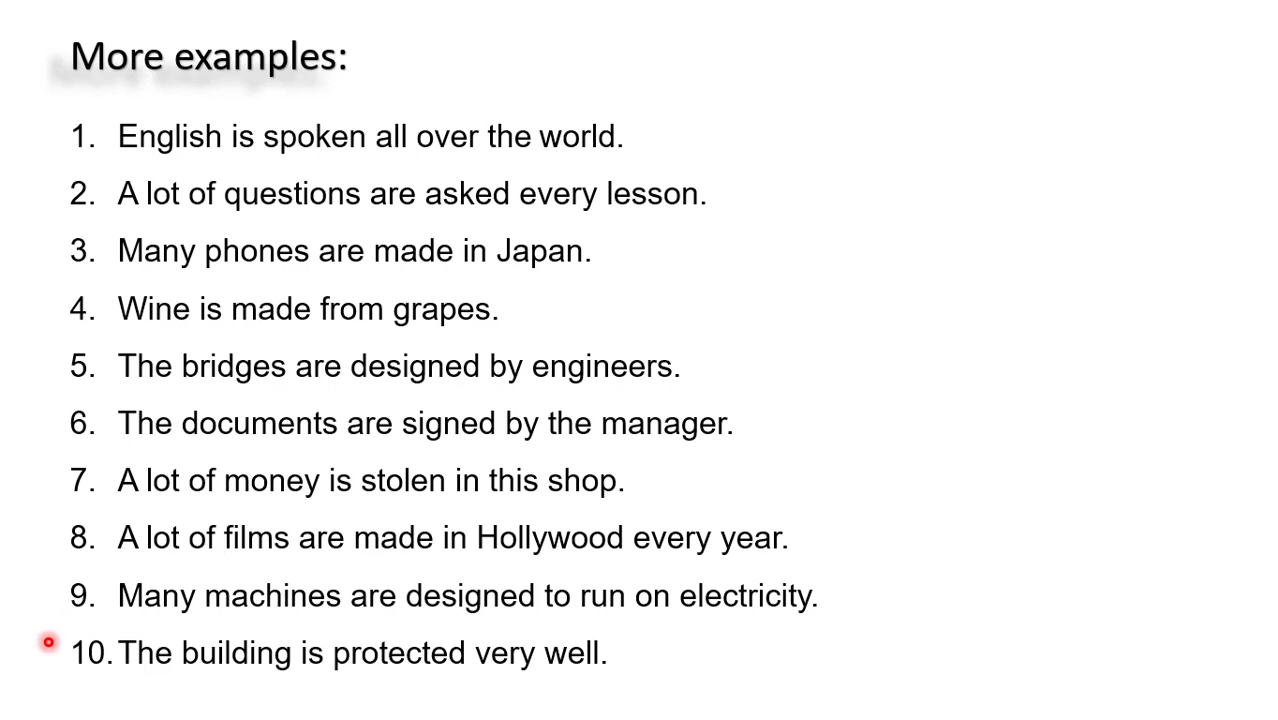 More examples:
1. English is spoken all over the world.
2. A lot of questions are asked every lesson.
3. Many phones are made in Japan.
4. Wine is made from grapes.
5. The bridges are designed by engineers.
6. The documents are signed by the manager.
7. A lot of money is stolen in this shop.
8. A lot of films are made in Hollywood every year.
9. Many machines are designed to run on electricity.
10. The building is protected very well.